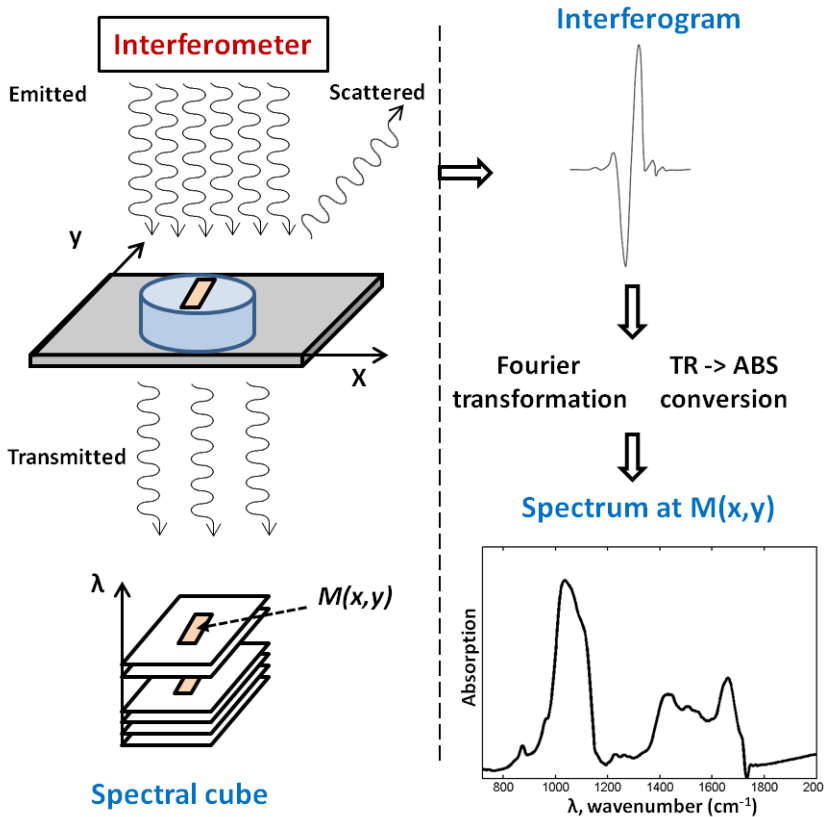 Interferometer
Emitted
Scattered
y
X
Transmitted
λ
M(x,y)
Spectral cube
Interferogram
Fourier
transformation
TR -> ABS
conversion
Spectrum at M(x,y)
Absorption
800 1000 1200 1400 1600 1800 200
λ, wavenumber (cm⁻¹)